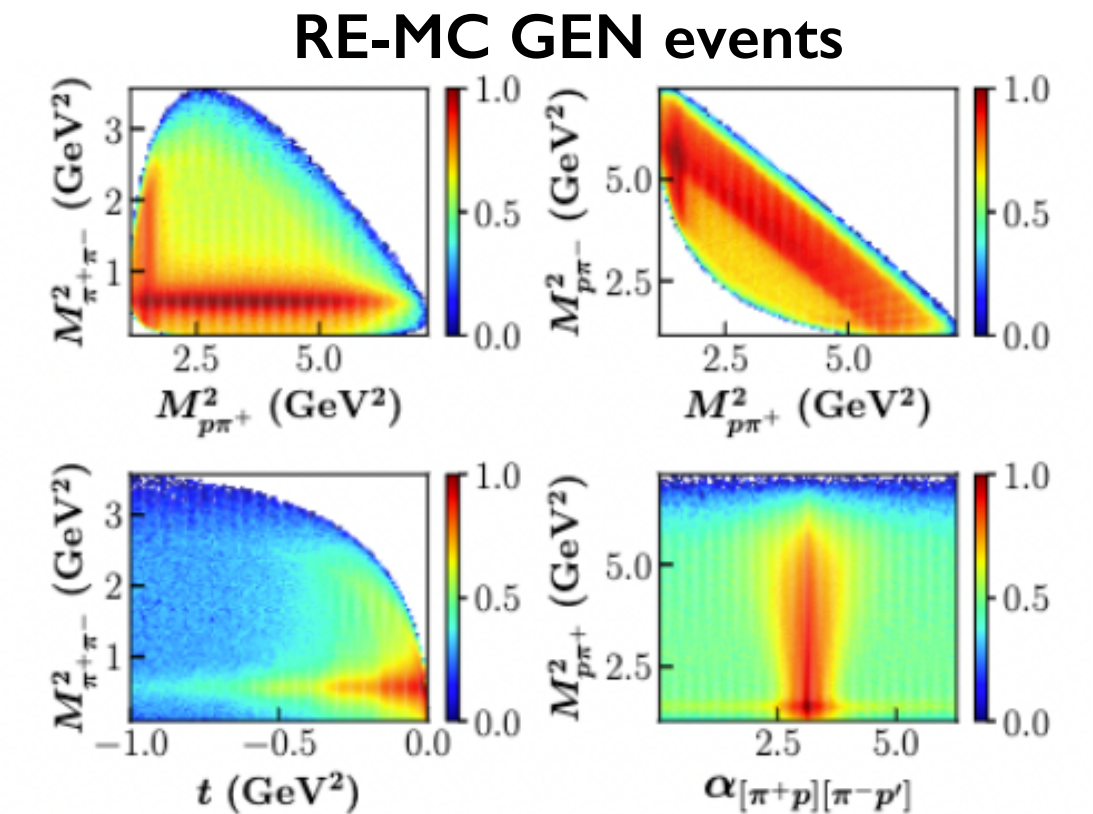 RE-MC GEN events
M²π⁺π⁻ (GeV²)
3
2
1
2.5 5.0
M²pπ⁺ (GeV²)
1.0
0.5
0.0
M²pπ⁻ (GeV²)
5.0
2.5
2.5 5.0
M²pπ⁺ (GeV²)
1.0
0.5
0.0
M²π⁺π⁻ (GeV²)
3
2
1
−1.0 −0.5 0.0
t (GeV²)
1.0
0.5
0.0
M²pπ⁺ (GeV²)
5.0
2.5
2.5 5.0
α[π⁺p][π⁻p′]
1.0
0.5
0.0